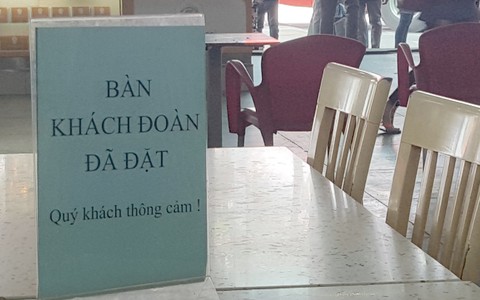 BÀN
KHÁCH ĐOÀN
ĐÃ ĐẶT
Quý khách thông cảm !